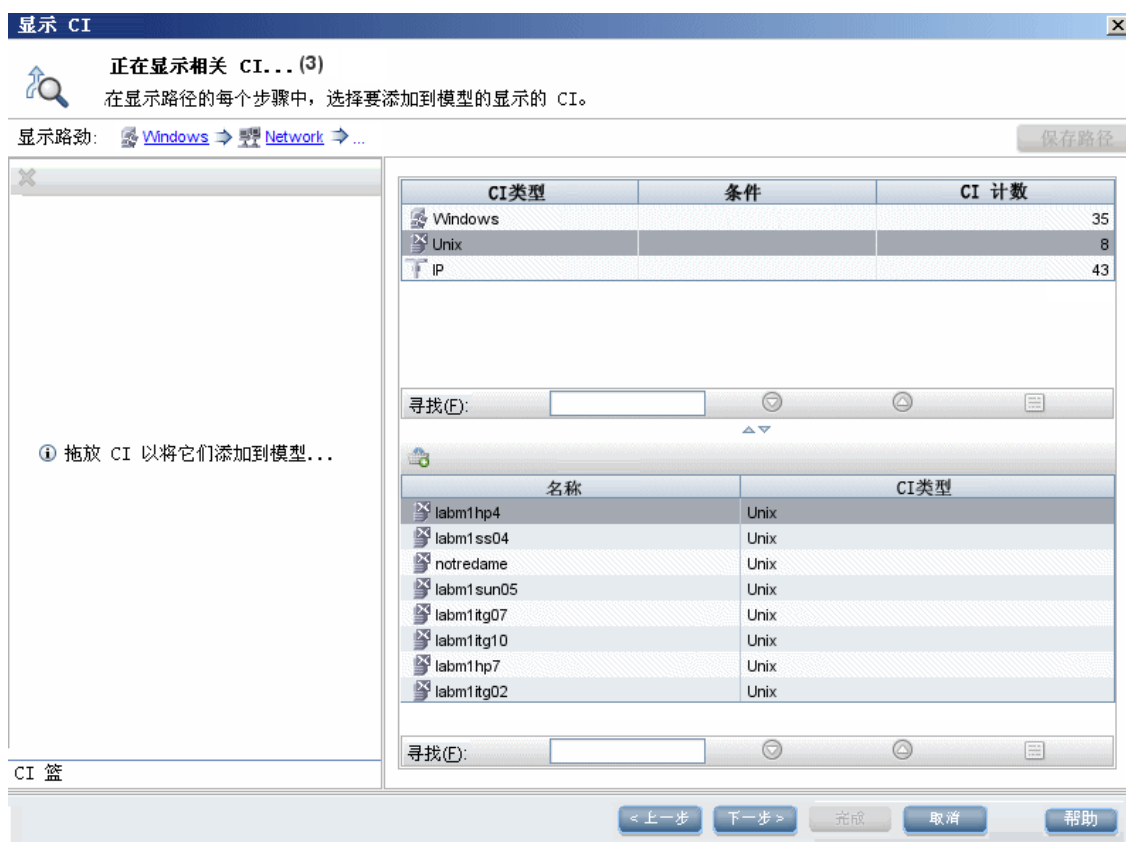 显示 CI
正在显示相关 CI...(3)
在显示路径的每个步骤中，选择要添加到模型的显示的 CI。
显示路劲: Windows Network ...
保存路径
CI类型 条件 CI 计数
Windows 35
Unix 8
IP 43
寻找(F):
拖放 CI 以将它们添加到模型...
名称 CI类型
labm1hp4 Unix
labm1ss04 Unix
notredame Unix
labm1sun05 Unix
labm1itg07 Unix
labm1itg10 Unix
labm1hp7 Unix
labm1itg02 Unix
寻找(F):
CI 篮
<上一步 下一步> 完成 取消 帮助